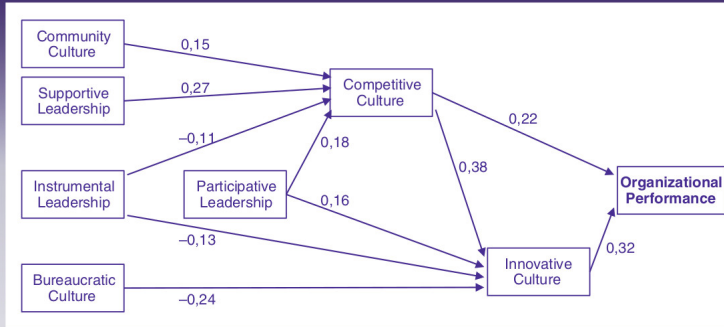 Community
Culture
0,15
Supportive
Leadership
0,27
Competitive
Culture
–0,11
0,18
0,22
Instrumental
Leadership
Participative
Leadership
0,16
0,38
Organizational
Performance
–0,13
0,32
Innovative
Culture
Bureaucratic
Culture
–0,24